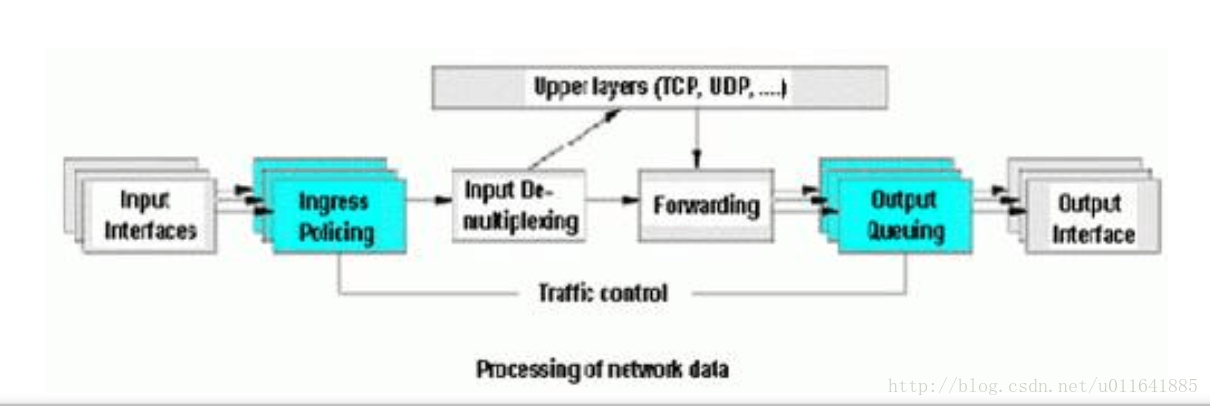 Upper layers (TCP, UDP, ....)
Input
Interfaces
Ingress
Policing
Input De-
multiplexing
Forwarding
Output
Queuing
Output
Interface
Traffic control
Processing of network data
http://blog.csdn.net/u011641885